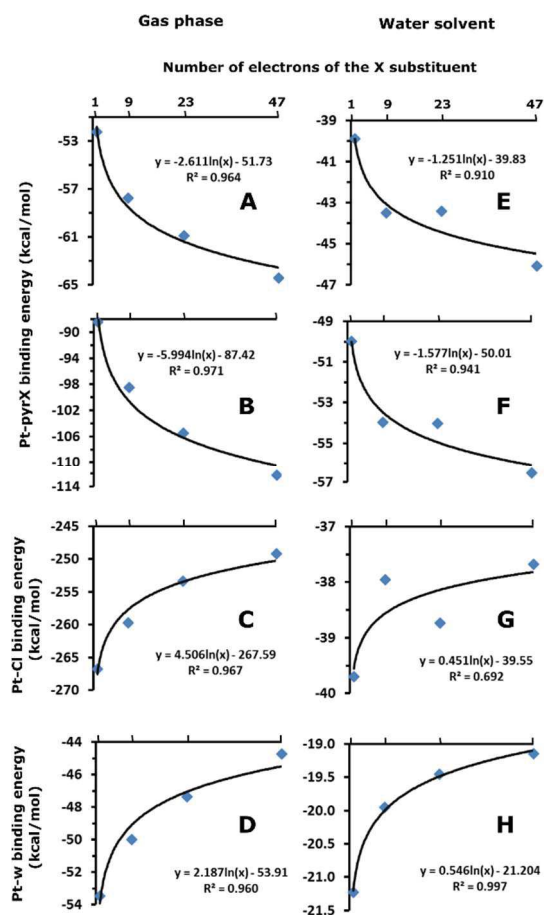 Gas phase
Water solvent
Number of electrons of the X substituent
1 9 23 47
1 9 23 47
Pt-pyrX binding energy (kcal/mol)
-53
-57
-61
-65
y = -2.611ln(x) - 51.73
R² = 0.964
A
-39
-41
-43
-45
-47
y = -1.251ln(x) - 39.83
R² = 0.910
E
-90
-94
-98
-102
-106
-110
-114
y = -5.994ln(x) - 87.42
R² = 0.971
B
-49
-51
-53
-55
-57
y = -1.577ln(x) - 50.01
R² = 0.941
F
Pt-Cl binding energy
(kcal/mol)
-245
-250
-255
-260
-265
-270
C
y = 4.506ln(x) - 267.59
R² = 0.967
-37
-38
-39
-40
G
y = 0.451ln(x) - 39.55
R² = 0.692
Pt-w binding energy
(kcal/mol)
-44
-46
-48
-50
-52
-54
D
y = 2.187ln(x) - 53.91
R² = 0.960
-19.0
-19.5
-20.0
-20.5
-21.0
-21.5
H
y = 0.546ln(x) - 21.204
R² = 0.997